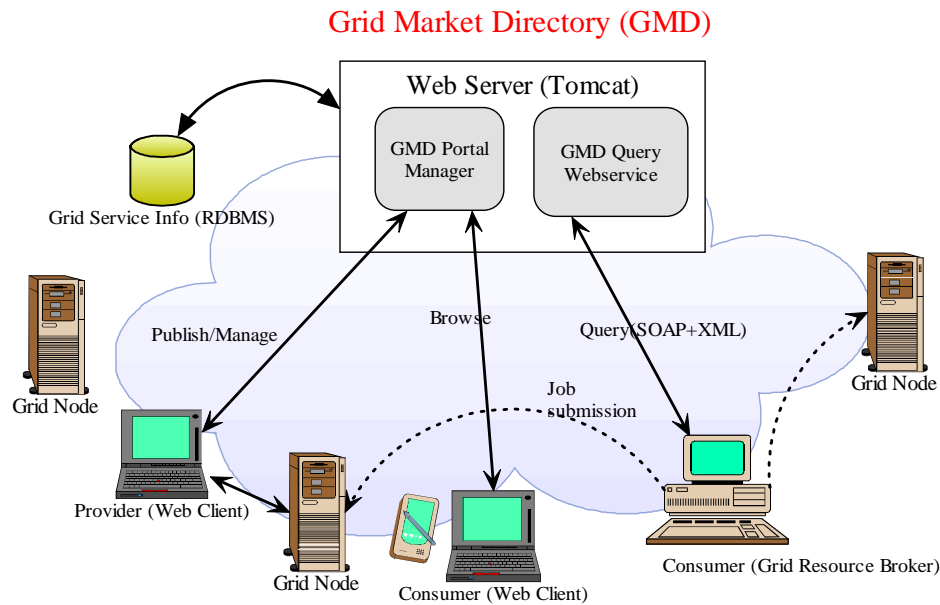 Grid Market Directory (GMD)
Web Server (Tomcat)
GMD Portal
Manager
GMD Query
Webservice
Grid Service Info (RDBMS)
Publish/Manage
Browse
Query(SOAP+XML)
Grid Node
Grid Node
Job
submission
Provider (Web Client)
Grid Node
Consumer (Web Client)
Consumer (Grid Resource Broker)